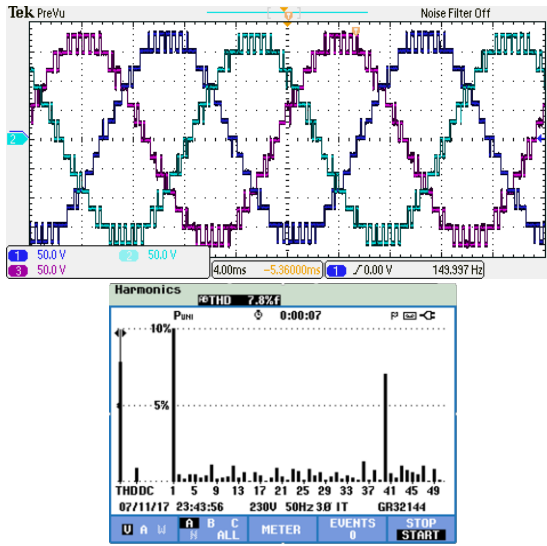 Tek PreVu Noise Filter Off
1 50.0 V 2 50.0 V
3 50.0 V
4.00ms -5.36000ms 1 ∫ 0.00 V 149.997 Hz
Harmonics
THD 7.8%f
PUNI 0:00:07
10%
5%
THDDC 1 5 9 13 17 21 25 29 33 37 41 45 49
07/11/17 23:43:56 230V 50Hz 3Ø IT GR32144
V A W A B C METER EVENTS STOP
N ALL 0 START